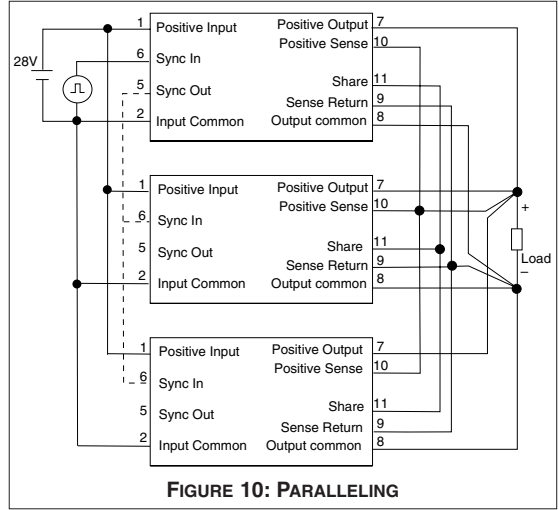 1 Positive Input Positive Output 7
Positive Sense 10
6 Sync In
28V
5 Sync Out Share 11
Sense Return 9
2 Input Common Output common 8
1 Positive Input Positive Output 7
Positive Sense 10
6 Sync In
+
5 Sync Out Share 11
Load
Sense Return 9
2 Input Common Output common 8
–
1 Positive Input Positive Output 7
Positive Sense 10
6 Sync In
5 Sync Out Share 11
Sense Return 9
2 Input Common Output common 8
FIGURE 10: PARALLELING